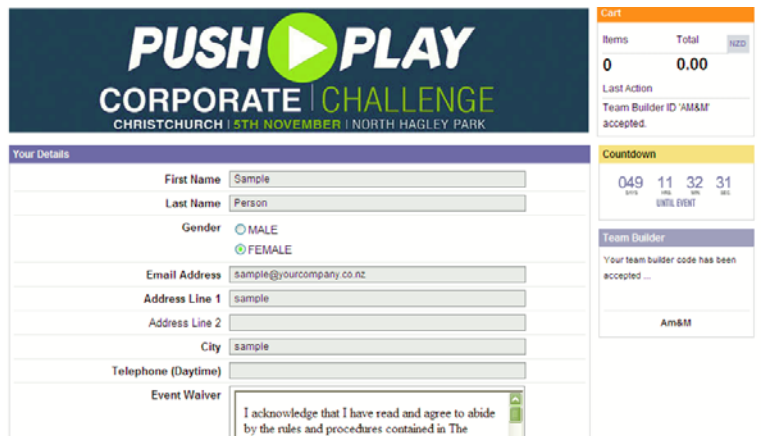 PUSH PLAY
CORPORATE | CHALLENGE
CHRISTCHURCH | 5TH NOVEMBER | NORTH HAGLEY PARK
Your Details
First Name Sample
Last Name Person
Gender MALE
FEMALE
Email Address sample@yourcompany.co.nz
Address Line 1 sample
Address Line 2
City sample
Telephone (Daytime)
Event Waiver
I acknowledge that I have read and agree to abide
by the rules and procedures contained in The
Cart
Items Total NZD
0 0.00
Last Action
Team Builder ID 'AM&M'
accepted.
Countdown
049 11 32 31
DAYS HRS. MIN. SEC.
UNTIL EVENT
Team Builder
Your team builder code has been
accepted ...
Am&M